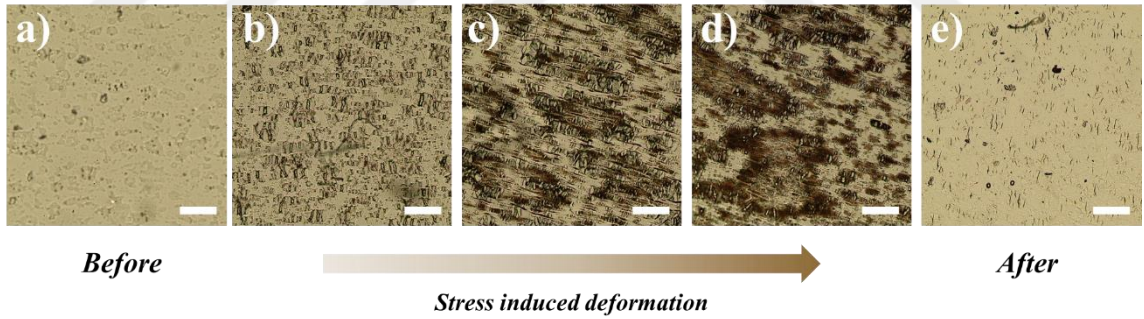 a)
b)
c)
d)
e)
Before
After
Stress induced deformation